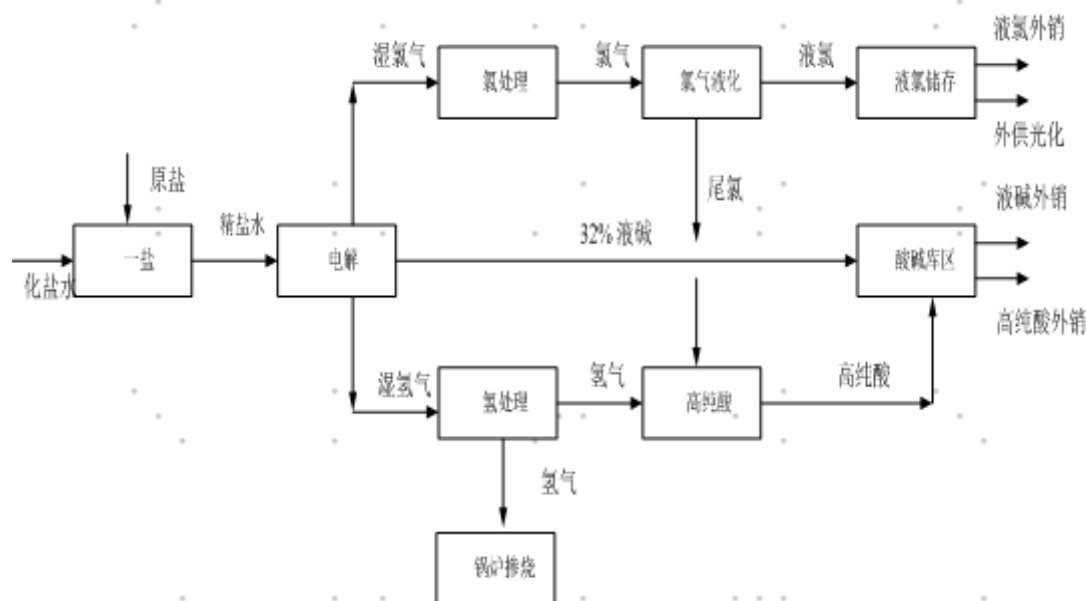 液氯外销
湿氯气
氯气
液氯
氯处理
氯气液化
液氯储存
外供光化
原盐
尾氯
液碱外销
精盐水
32% 液碱
一盐
电解
酸碱库区
化盐水
高纯酸外销
湿氢气
氢气
高纯酸
氢处理
高纯酸
氢气
锅炉掺烧